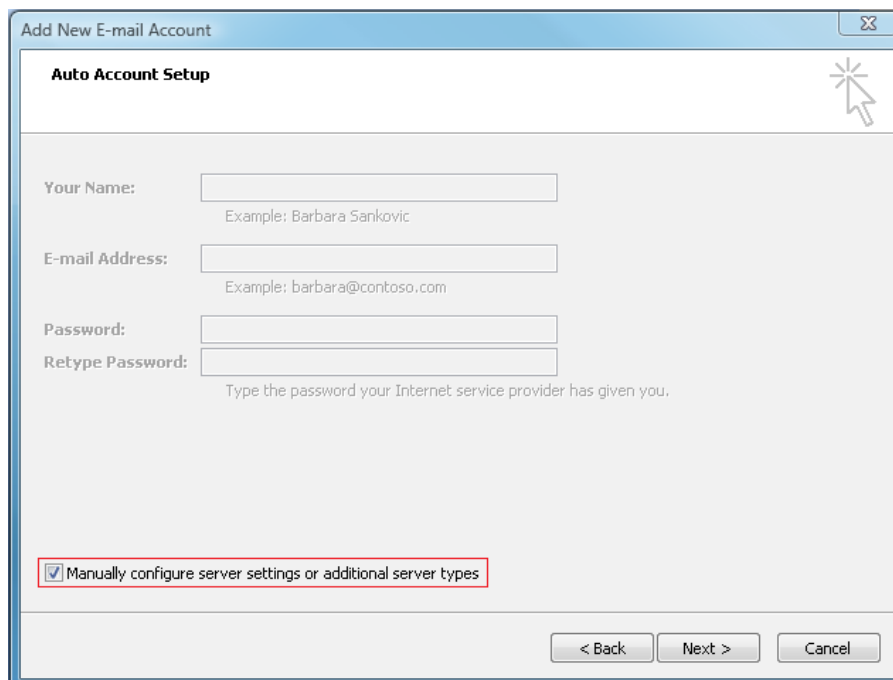 Add New E-mail Account
Auto Account Setup
Your Name:
Example: Barbara Sankovic
E-mail Address:
Example: barbara@contoso.com
Password:
Retype Password:
Type the password your Internet service provider has given you.
Manually configure server settings or additional server types
< Back Next > Cancel